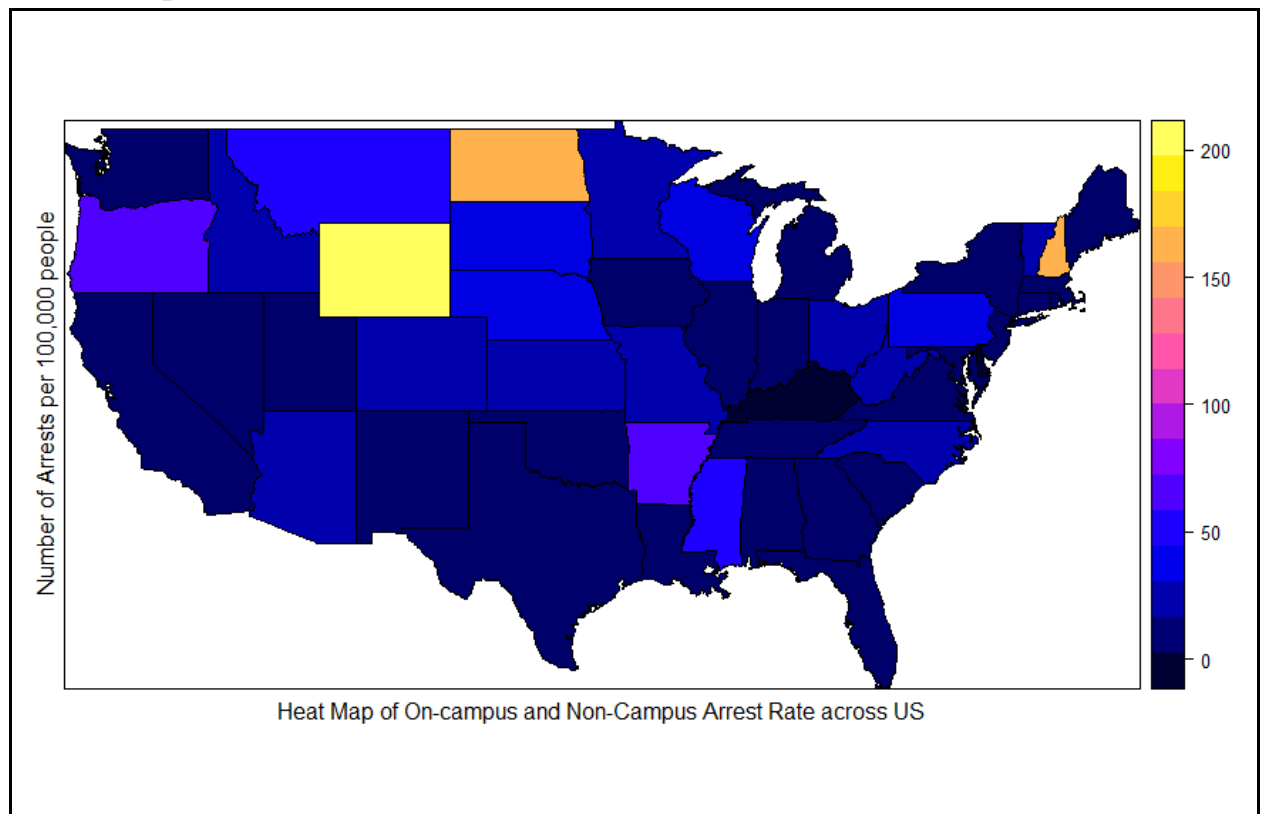 Number of Arrests per 100,000 people
200
150
100
50
0
Heat Map of On-campus and Non-Campus Arrest Rate across US